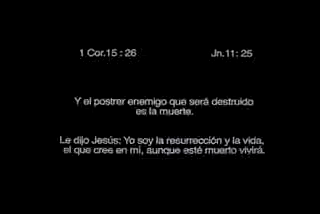 1 Cor.15 : 26
Jn.11: 25
Y el postrer enemigo que será destruido
es la muerte.
Le dijo Jesús: Yo soy la resurrección y la vida,
el que cree en mi, aunque esté muerto vivirá.